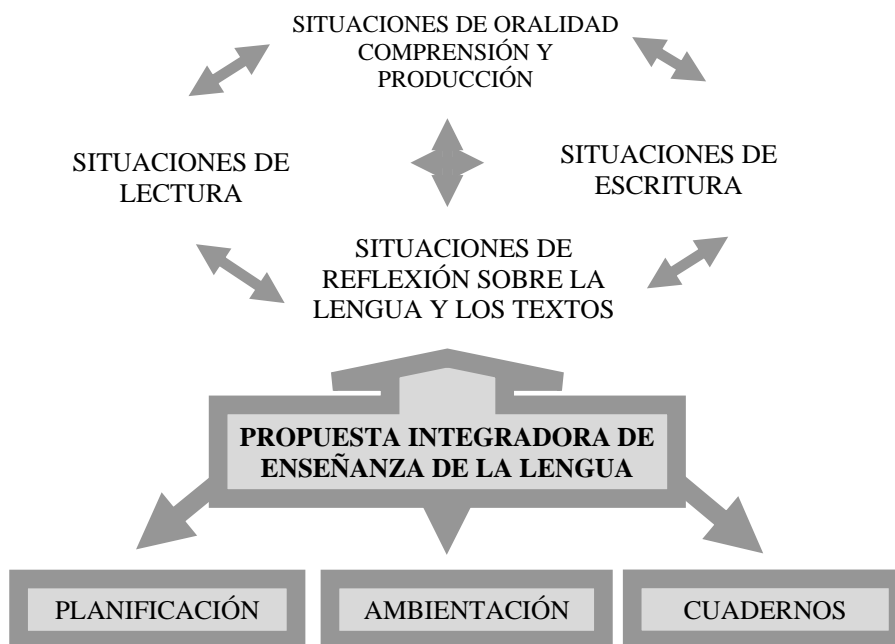 SITUACIONES DE ORALIDAD
COMPRENSIÓN Y
PRODUCCIÓN
SITUACIONES DE
LECTURA
SITUACIONES DE
ESCRITURA
SITUACIONES DE
REFLEXIÓN SOBRE LA
LENGUA Y LOS TEXTOS
PROPUESTA INTEGRADORA DE
ENSEÑANZA DE LA LENGUA
PLANIFICACIÓN
AMBIENTACIÓN
CUADERNOS